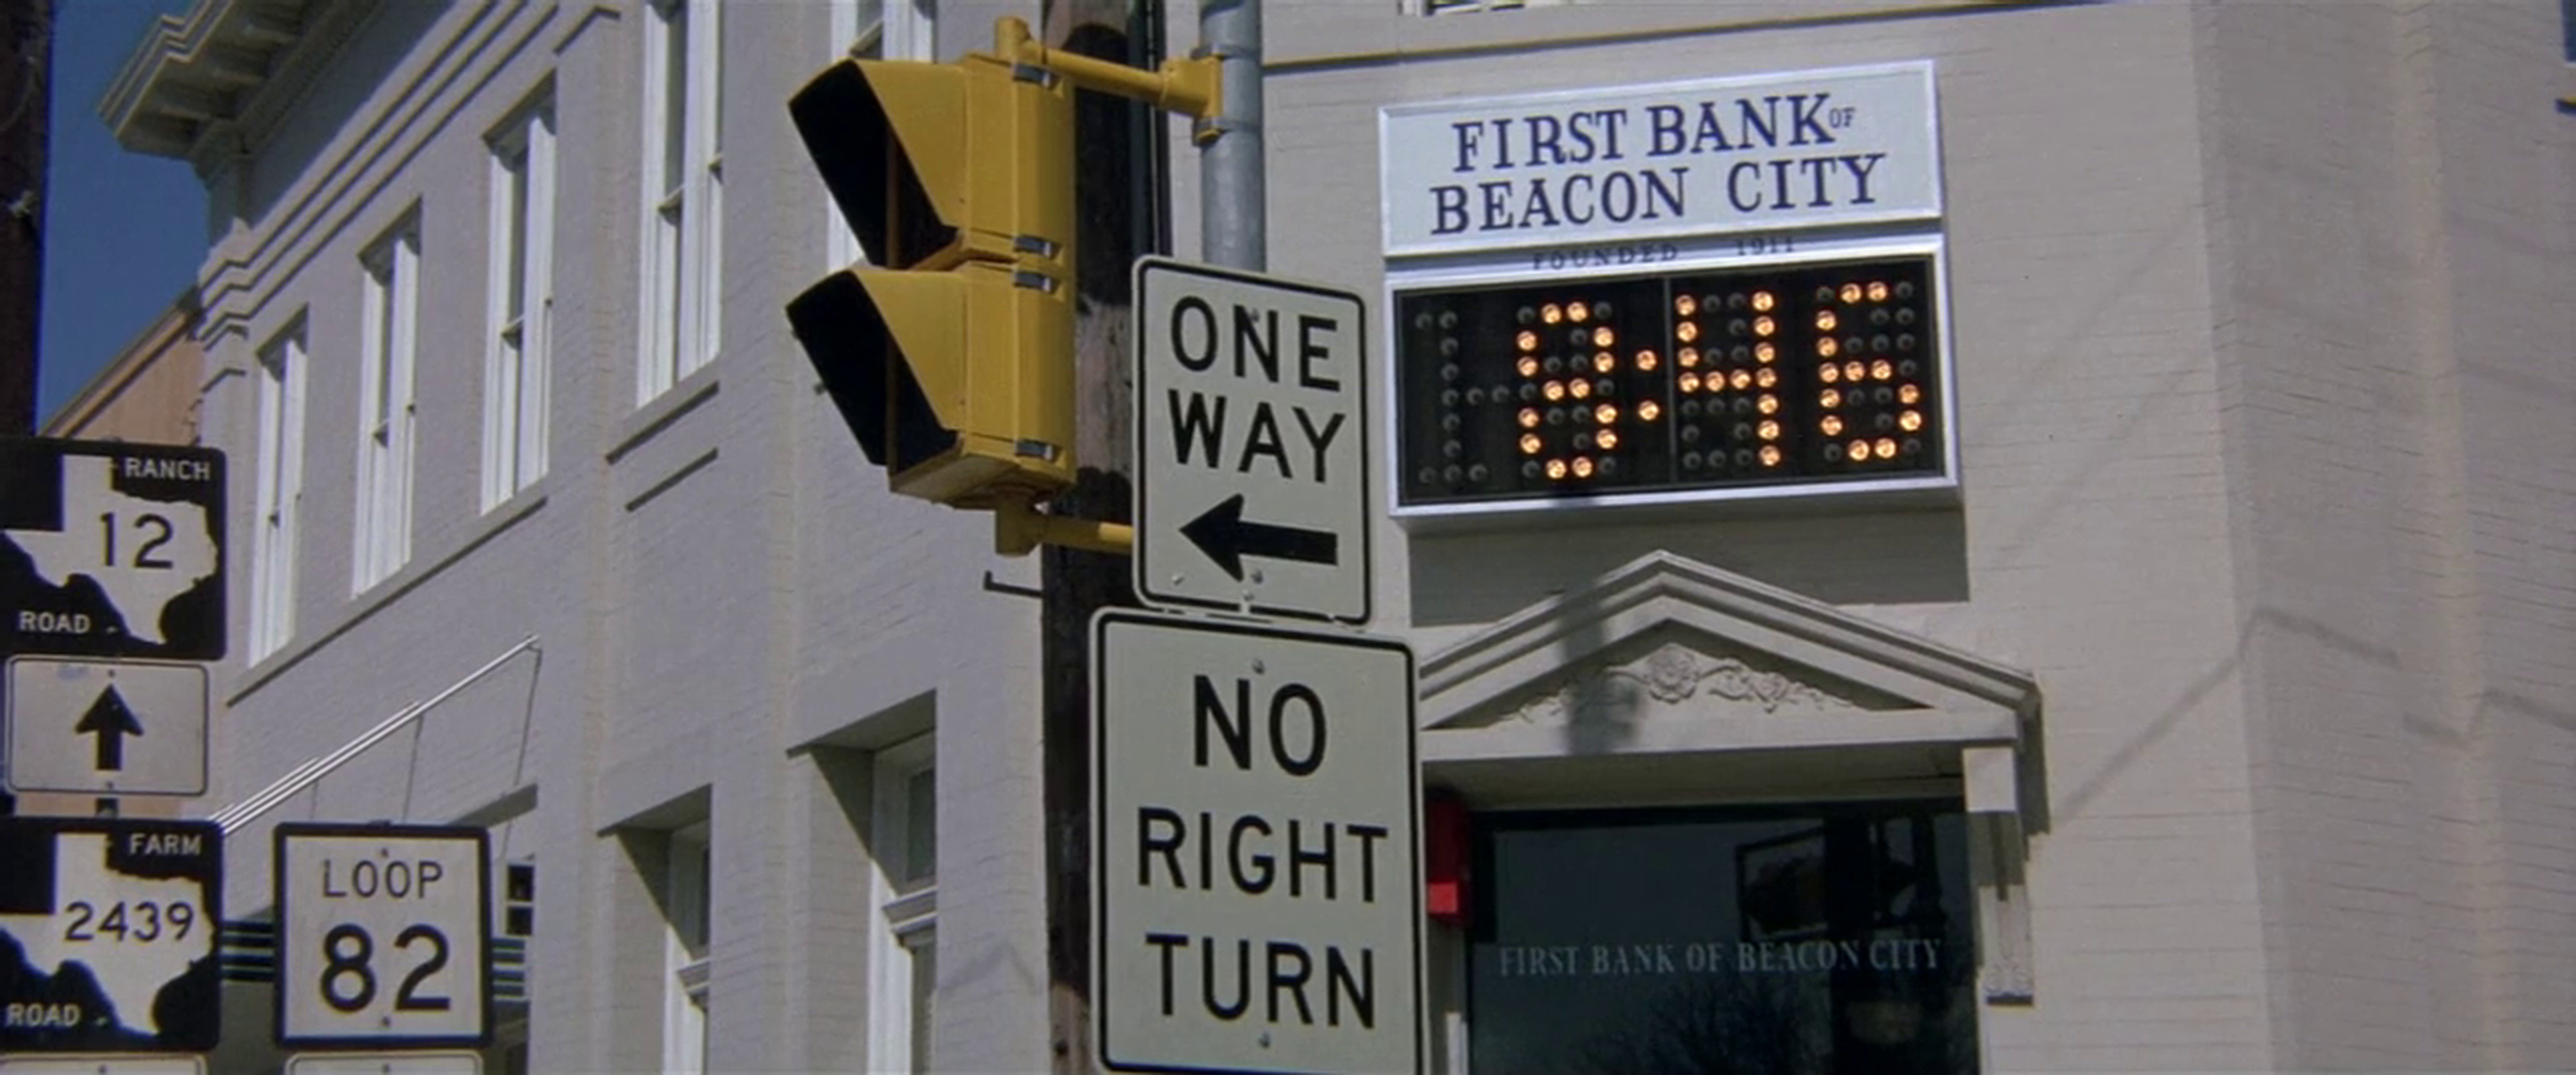 RANCH
12
ROAD
FARM
2439
ROAD
LOOP
82
ONE
WAY
NO
RIGHT
TURN
FIRST BANK OF
BEACON CITY
FOUNDED 1911
8:46
FIRST BANK OF BEACON CITY